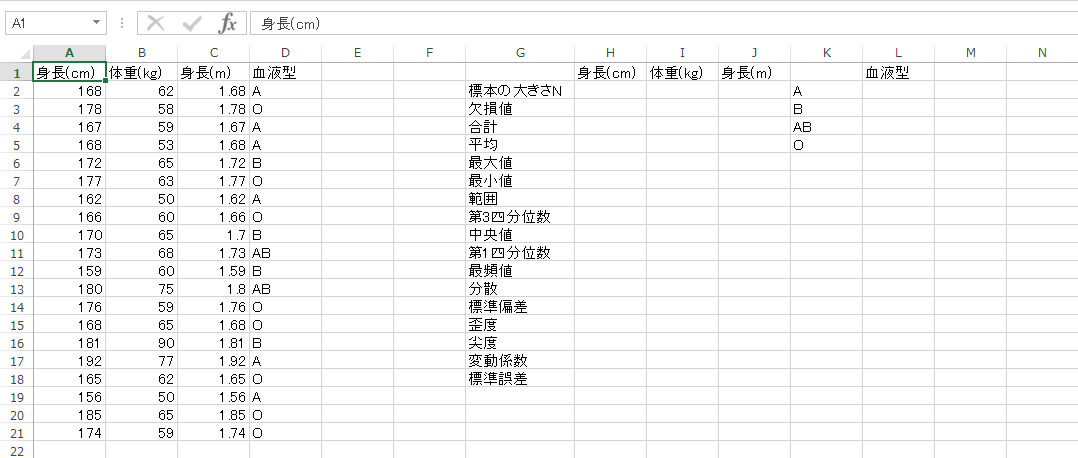 A1 fx 身長(cm)
A B C D E F G H I J K L M N
1 身長(cm) 体重(kg) 身長(m) 血液型 身長(cm) 体重(kg) 身長(m) 血液型
2 168 62 1.68 A 標本の大きさN A
3 178 58 1.78 O 欠損値 B
4 167 59 1.67 A 合計 AB
5 168 53 1.68 A 平均 O
6 172 65 1.72 B 最大値
7 177 63 1.77 O 最小値
8 162 50 1.62 A 範囲
9 166 60 1.66 O 第3四分位数
10 170 65 1.7 B 中央値
11 173 68 1.73 AB 第1四分位数
12 159 60 1.59 B 最頻値
13 180 75 1.8 AB 分散
14 176 59 1.76 O 標準偏差
15 168 65 1.68 O 歪度
16 181 90 1.81 B 尖度
17 192 77 1.92 A 変動係数
18 165 62 1.65 O 標準誤差
19 156 50 1.56 A
20 185 65 1.85 O
21 174 59 1.74 O
22